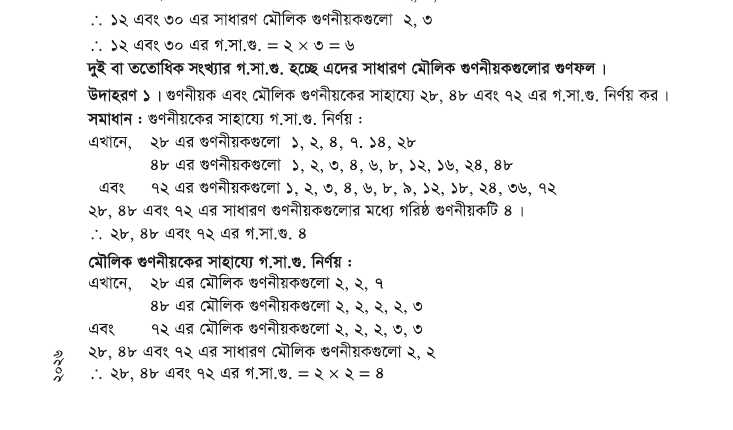 ∴ ১২ এবং ৩০ এর সাধারণ মৌলিক গুণনীয়কগুলো ২, ৩
∴ ১২ এবং ৩০ এর গ.সা.গু. = ২ × ৩ = ৬
দুই বা ততোধিক সংখ্যার গ.সা.গু. হচ্ছে এদের সাধারণ মৌলিক গুণনীয়কগুলোর গুণফল।
উদাহরণ ১। গুণনীয়ক এবং মৌলিক গুণনীয়কের সাহায্যে ২৮, ৪৮ এবং ৭২ এর গ.সা.গু. নির্ণয় কর।
সমাধান : গুণনীয়কের সাহায্যে গ.সা.গু. নির্ণয় :
এখানে, ২৮ এর গুণনীয়কগুলো ১, ২, ৪, ৭. ১৪, ২৮
৪৮ এর গুণনীয়কগুলো ১, ২, ৩, ৪, ৬, ৮, ১২, ১৬, ২৪, ৪৮
এবং ৭২ এর গুণনীয়কগুলো ১, ২, ৩, ৪, ৬, ৮, ৯, ১২, ১৮, ২৪, ৩৬, ৭২
২৮, ৪৮ এবং ৭২ এর সাধারণ গুণনীয়কগুলোর মধ্যে গরিষ্ঠ গুণনীয়কটি ৪।
∴ ২৮, ৪৮ এবং ৭২ এর গ.সা.গু. ৪
মৌলিক গুণনীয়কের সাহায্যে গ.সা.গু. নির্ণয় :
এখানে, ২৮ এর মৌলিক গুণনীয়কগুলো ২, ২, ৭
৪৮ এর মৌলিক গুণনীয়কগুলো ২, ২, ২, ২, ৩
এবং ৭২ এর মৌলিক গুণনীয়কগুলো ২, ২, ২, ৩, ৩
২৮, ৪৮ এবং ৭২ এর সাধারণ মৌলিক গুণনীয়কগুলো ২, ২
∴ ২৮, ৪৮ এবং ৭২ এর গ.সা.গু. = ২ × ২ = ৪
২০২৬